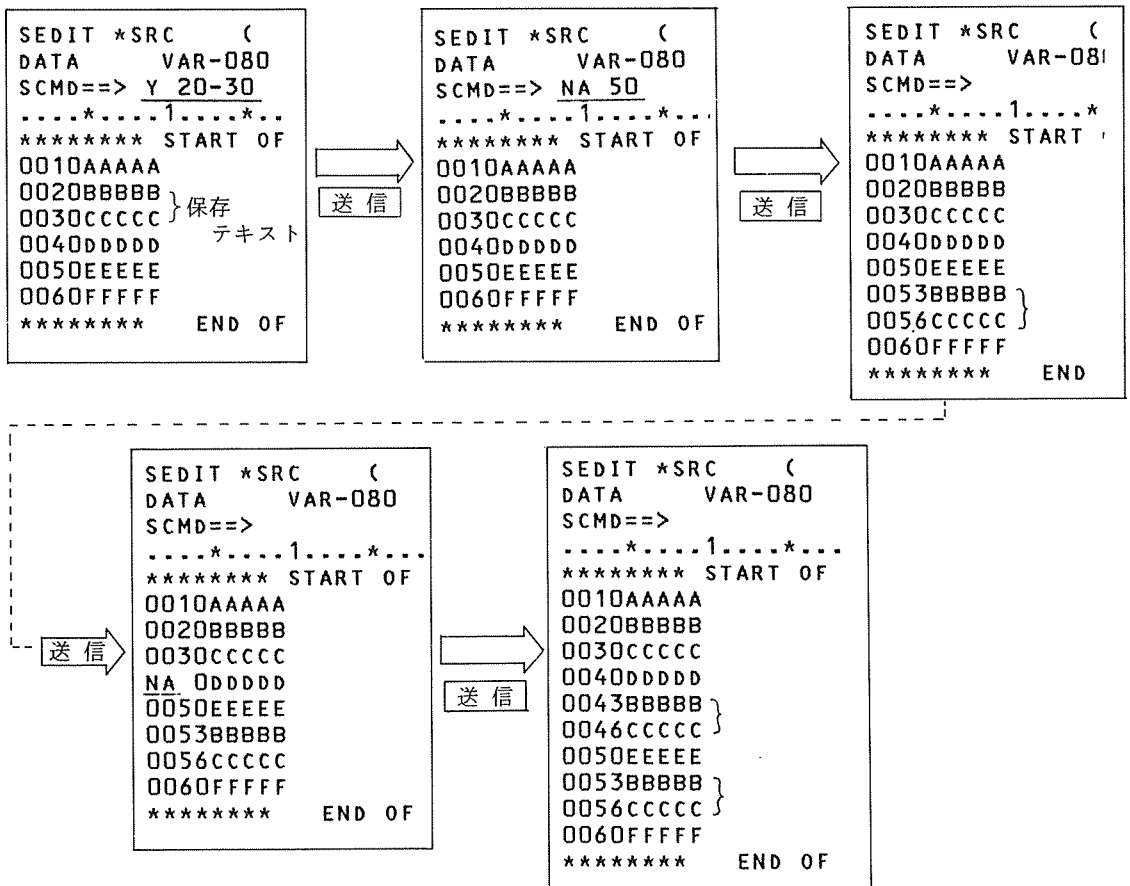 SEDIT *SRC (
DATA VAR-080
SCMD==> Y 20-30
....*....1....*..
******** START OF
0010AAAAA
0020BBBBB
0030CCCCC
保存
テキスト
0040DDDDD
0050EEEEE
0060FFFFF
******** END OF
送信
SEDIT *SRC (
DATA VAR-080
SCMD==> NA 50
....*....1....*...
******** START OF
0010AAAAA
0020BBBBB
0030CCCCC
0040DDDDD
0050EEEEE
0060FFFFF
******** END OF
送信
SEDIT *SRC (
DATA VAR-08
SCMD==>
....*....1....*
******** START
0010AAAAA
0020BBBBB
0030CCCCC
0040DDDDD
0050EEEEE
0053BBBBB
0056CCCCC
0060FFFFF
******** END
送信
SEDIT *SRC (
DATA VAR-080
SCMD==>
....*....1....*...
******** START OF
0010AAAAA
0020BBBBB
0030CCCCC
NA 0DDDDD
0050EEEEE
0053BBBBB
0056CCCCC
0060FFFFF
******** END OF
送信
SEDIT *SRC (
DATA VAR-080
SCMD==>
....*....1....*...
******** START OF
0010AAAAA
0020BBBBB
0030CCCCC
0040DDDDD
0043BBBBB
0046CCCCC
0050EEEEE
0053BBBBB
0056CCCCC
0060FFFFF
******** END OF